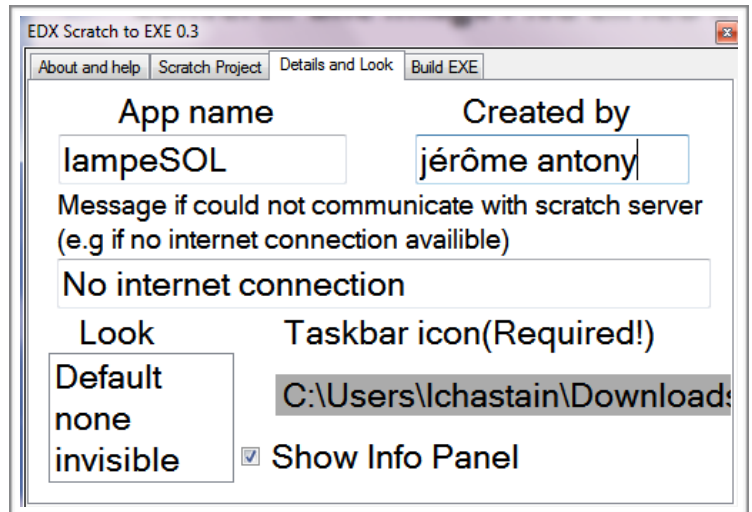 EDX Scratch to EXE 0.3
About and help Scratch Project Details and Look Build EXE
App name Created by
lampeSOL jérôme antony
Message if could not communicate with scratch server
(e.g if no internet connection availible)
No internet connection
Look Taskbar icon(Required!)
Default
C:\Users\lchastain\Downloads
none
invisible Show Info Panel